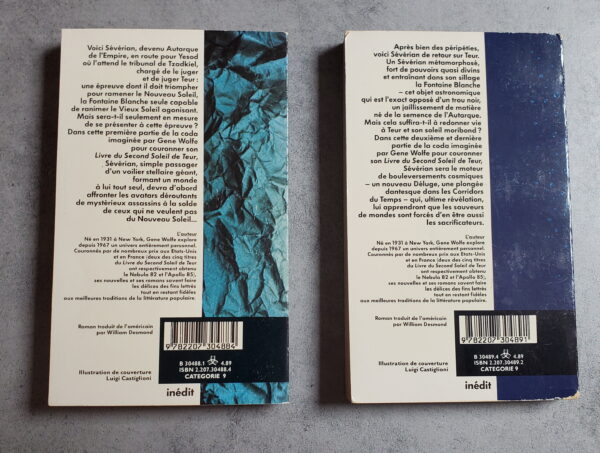 Voici Sévèrian, devenu Autarque
de l'Empire, en route pour Yesod
où l'attend le tribunal de Tzadkiel,
chargé de le juger
et de juger Teur :
une épreuve dont il doit triompher
pour ramener le Nouveau Soleil,
la Fontaine Blanche seule capable
de ranimer le Vieux Soleil agonisant.
Mais sera-t-il seulement en mesure
de se présenter à cette épreuve ?
Dans cette première partie de la coda
imaginée par Gene Wolfe
pour couronner son
Livre du Second Soleil de Teur,
Sévèrian, simple passager
d'un voilier stellaire géant,
formant un monde
à lui tout seul, devra d'abord
affronter les avatars déroutants
de mystérieux assassins à la solde
de ceux qui ne veulent pas
du Nouveau Soleil...
L'auteur
Né en 1931 à New York, Gene Wolfe explore
depuis 1967 un univers entièrement personnel.
Couronnés par de nombreux prix aux Etats-Unis
et en France (deux des cinq titres
du Livre du Second Soleil de Teur
ont respectivement obtenu
le Nebula 82 et l'Apollo 85),
ses nouvelles et ses romans savent faire
les délices des fins lettrés
tout en restant fidèles
aux meilleures traditions de la littérature populaire.
Roman traduit de l'américain
par William Desmond
9 782207 304884
B 30488.1 4.89
ISBN 2.207.30488.4
CATEGORIE 9
Illustration de couverture
Luigi Castiglioni
inédit
Après bien des péripéties,
voici Sévèrian de retour sur Teur.
Un Sévèrian métamorphosé,
fort de pouvoirs quasi divins
et entraînant dans son sillage
la Fontaine Blanche
– cet objet astronomique
qui est l'exact opposé d'un trou noir,
un jaillissement de matière
né de la semence de l'Autarque.
Mais cela suffira-t-il à redonner vie
à Teur et son soleil moribond ?
Dans cette deuxième et dernière
partie de la coda imaginée
par Gene Wolfe pour couronner
son Livre du Second Soleil de Teur,
Sévèrian sera le moteur
de bouleversements cosmiques
– un nouveau Déluge, une plongée
dantesque dans les Corridors
du Temps – qui, ultime révélation,
lui apprendront que les sauveurs
de mondes sont forcés d'en être aussi
les sacrificateurs.
L'auteur
Né en 1931 à New York, Gene Wolfe explore
depuis 1967 un univers entièrement personnel.
Couronnés par de nombreux prix aux Etats-Unis
et en France (deux des cinq titres
du Livre du Second Soleil de Teur
ont respectivement obtenu
le Nebula 82 et l'Apollo 85),
ses nouvelles et ses romans savent faire
les délices des fins lettrés
tout en restant fidèles
aux meilleures traditions de la littérature populaire.
Roman traduit de l'américain
par William Desmond
9 782207 304891
B 30489.4 4.89
ISBN 2.207.30489.2
CATEGORIE 9
Illustration de couverture
Luigi Castiglioni
inédit